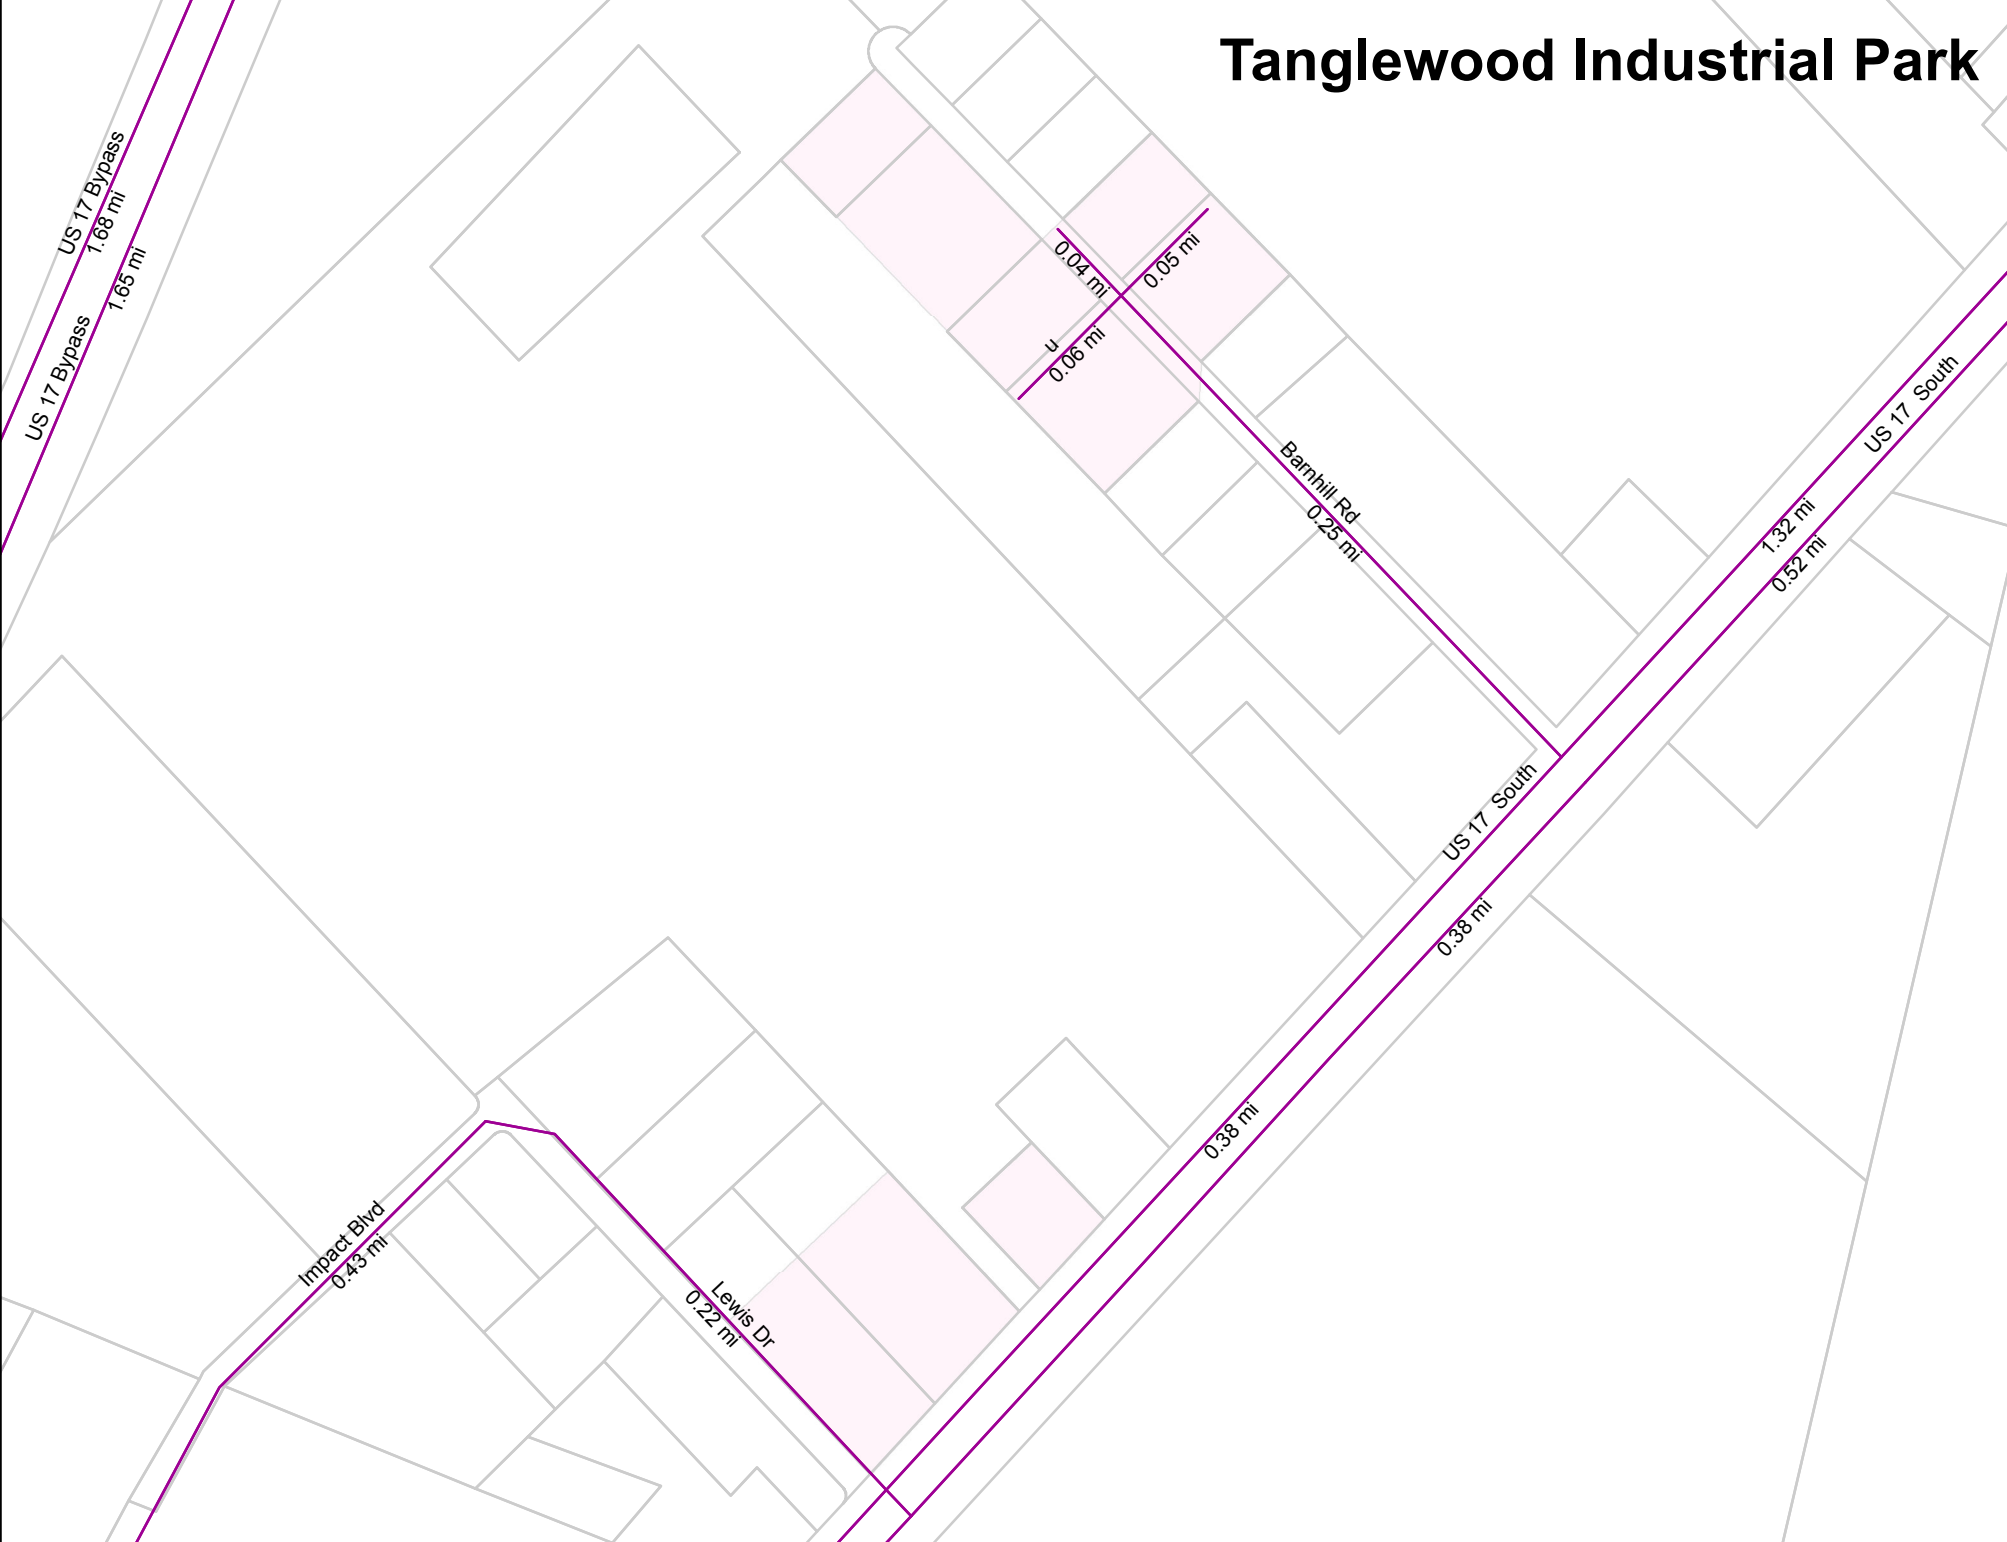 Tanglewood Industrial Park
US 17 Bypass
1.68 mi
1.65 mi
US 17 Bypass
0.04 mi
0.05 mi
u
0.06 mi
Barnhill Rd
0.25 mi
US 17 South
1.32 mi
0.52 mi
US 17 South
0.38 mi
0.38 mi
Impact Blvd
0.43 mi
Lewis Dr
0.22 mi